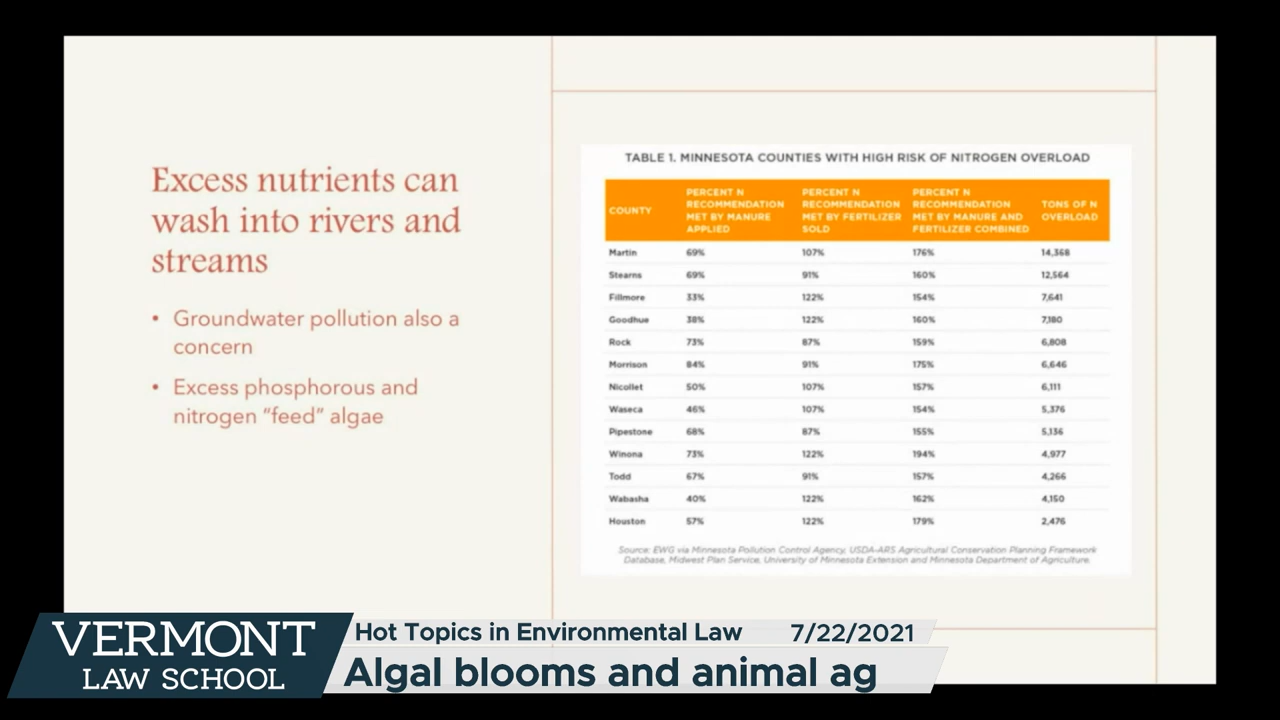 Excess nutrients can
wash into rivers and
streams
• Groundwater pollution also a
concern
• Excess phosphorous and
nitrogen “feed” algae
TABLE 1. MINNESOTA COUNTIES WITH HIGH RISK OF NITROGEN OVERLOAD
COUNTY PERCENT N RECOMMENDATION MET BY MANURE APPLIED PERCENT N RECOMMENDATION MET BY FERTILIZER SOLD PERCENT N RECOMMENDATION MET BY MANURE AND FERTILIZER COMBINED TONS OF N OVERLOAD
Martin 69% 107% 176% 14,368
Stearns 69% 91% 160% 12,564
Fillmore 33% 122% 154% 7,641
Goodhue 38% 122% 160% 7,180
Rock 73% 87% 159% 6,808
Morrison 84% 91% 175% 6,646
Nicollet 50% 107% 157% 6,111
Waseca 46% 107% 154% 5,376
Pipestone 68% 87% 155% 5,136
Winona 73% 122% 194% 4,977
Todd 67% 91% 157% 4,266
Wabasha 40% 122% 162% 4,150
Houston 57% 122% 179% 2,476
Source: EWG via Minnesota Pollution Control Agency, USDA-ARS Agricultural Conservation Planning Framework
Database, Midwest Plan Service, University of Minnesota Extension and Minnesota Department of Agriculture.
VERMONT
LAW SCHOOL
Hot Topics in Environmental Law 7/22/2021
Algal blooms and animal ag